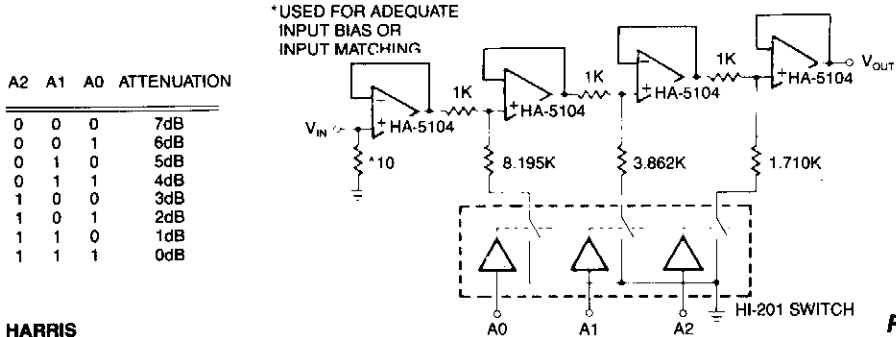 *USED FOR ADEQUATE
INPUT BIAS OR
INPUT MATCHING
A2 A1 A0 ATTENUATION
0 0 0 7dB
0 0 1 6dB
0 1 0 5dB
0 1 1 4dB
1 0 0 3dB
1 0 1 2dB
1 1 0 1dB
1 1 1 0dB
VIN
*10
HA-5104
1K
HA-5104
1K
HA-5104
1K
HA-5104
VOUT
8.195K
3.862K
1.710K
HI-201 SWITCH
A0
A1
A2
HARRIS